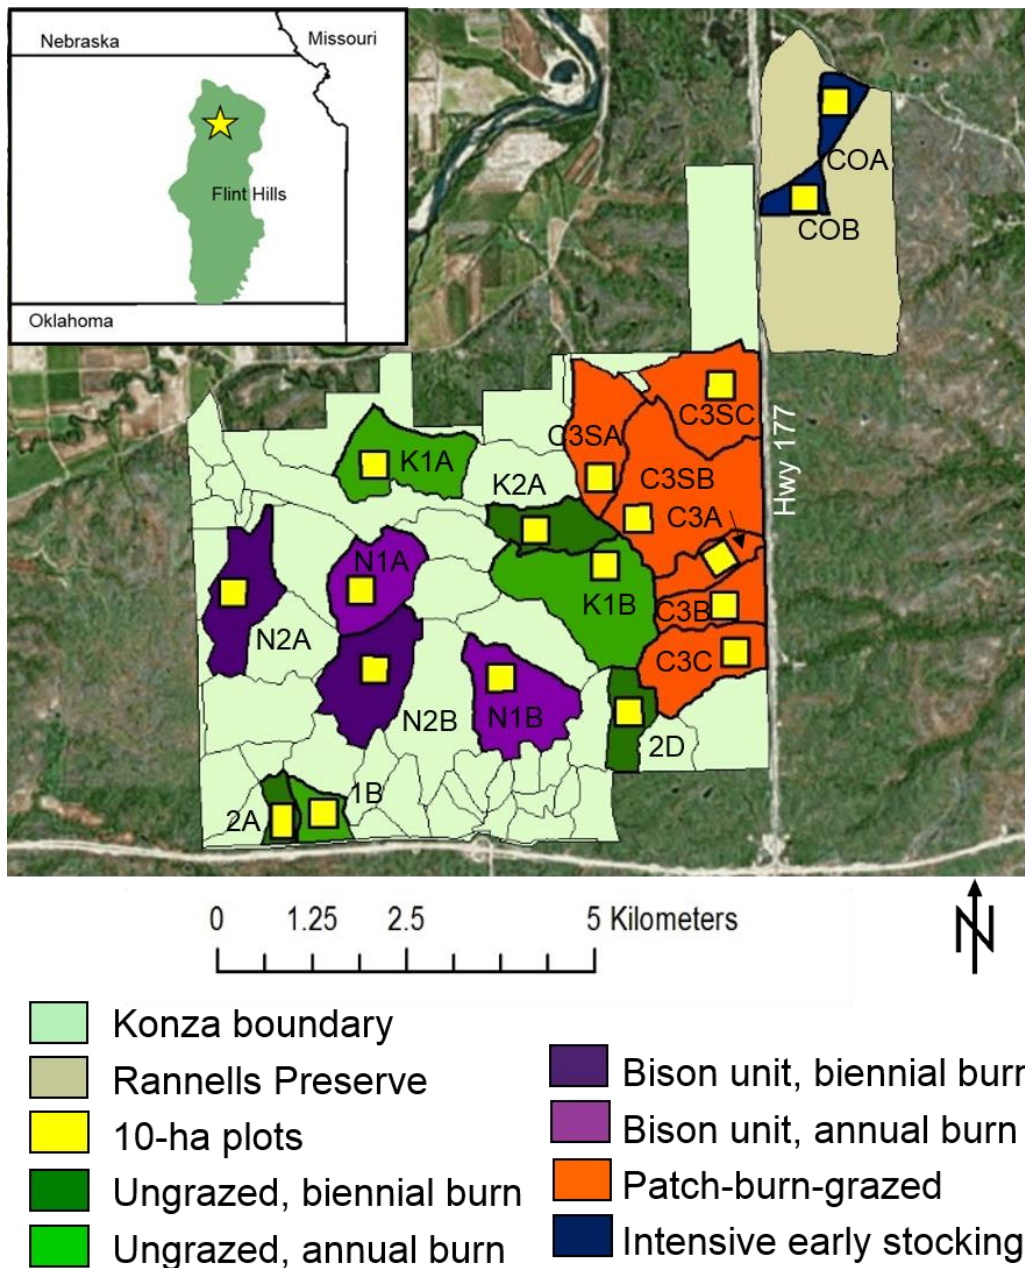 Nebraska
Missouri
Flint Hills
Oklahoma
COA
COB
Hwy 177
C3SC
C3SA
K1A
C3SB
K2A
C3A
N1A
K1B
C3B
N2A
C3C
N2B
N1B
2D
1B
2A
0 1.25 2.5 5 Kilometers
N
Konza boundary
Rannells Preserve
10-ha plots
Ungrazed, biennial burn
Ungrazed, annual burn
Bison unit, biennial burn
Bison unit, annual burn
Patch-burn-grazed
Intensive early stocking